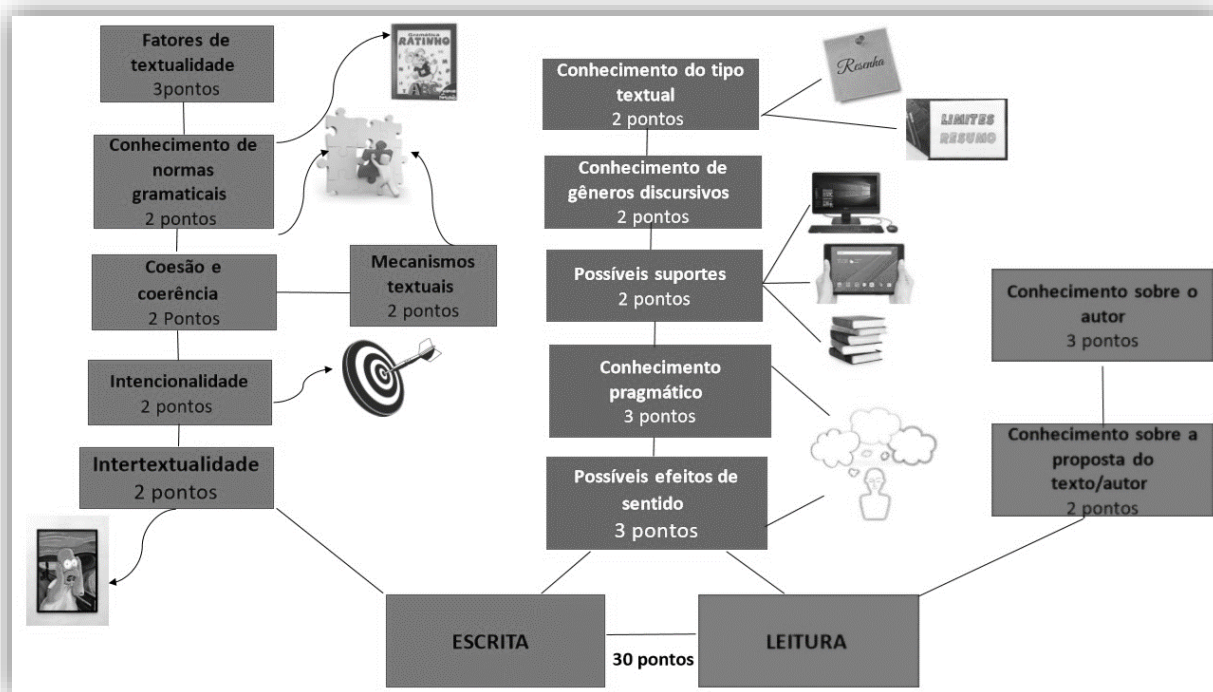 Fatores de
textualidade
3pontos
Conhecimento de
normas
gramaticais
2 pontos
Coesão e
coerência
2 Pontos
Mecanismos
textuais
2 pontos
Intencionalidade
2 pontos
Intertextualidade
2 pontos
Gramática
RATINHO
Conhecimento do tipo
textual
2 pontos
Resenha
LIMITES
RESUMO
Conhecimento de
gêneros discursivos
2 pontos
Possíveis suportes
2 pontos
Conhecimento
pragmático
3 pontos
Possíveis efeitos de
sentido
3 pontos
Conhecimento sobre o
autor
3 pontos
Conhecimento sobre a
proposta do
texto/autor
2 pontos
ESCRITA
30 pontos
LEITURA